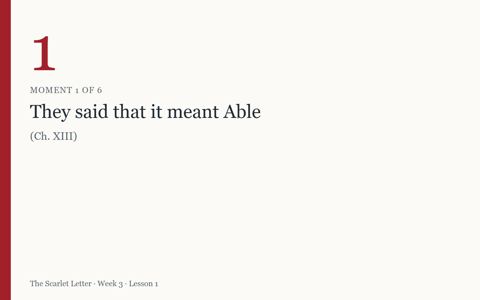 1
MOMENT 1 OF 6
They said that it meant Able
(Ch. XIII)
The Scarlet Letter · Week 3 · Lesson 1